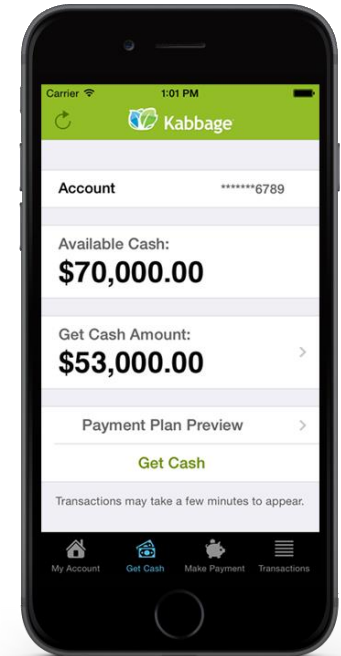 Carrier 1:01 PM
Kabbage
Account *******6789
Available Cash:
$70,000.00
Get Cash Amount:
$53,000.00
Payment Plan Preview
Get Cash
Transactions may take a few minutes to appear.
My Account Get Cash Make Payment Transactions